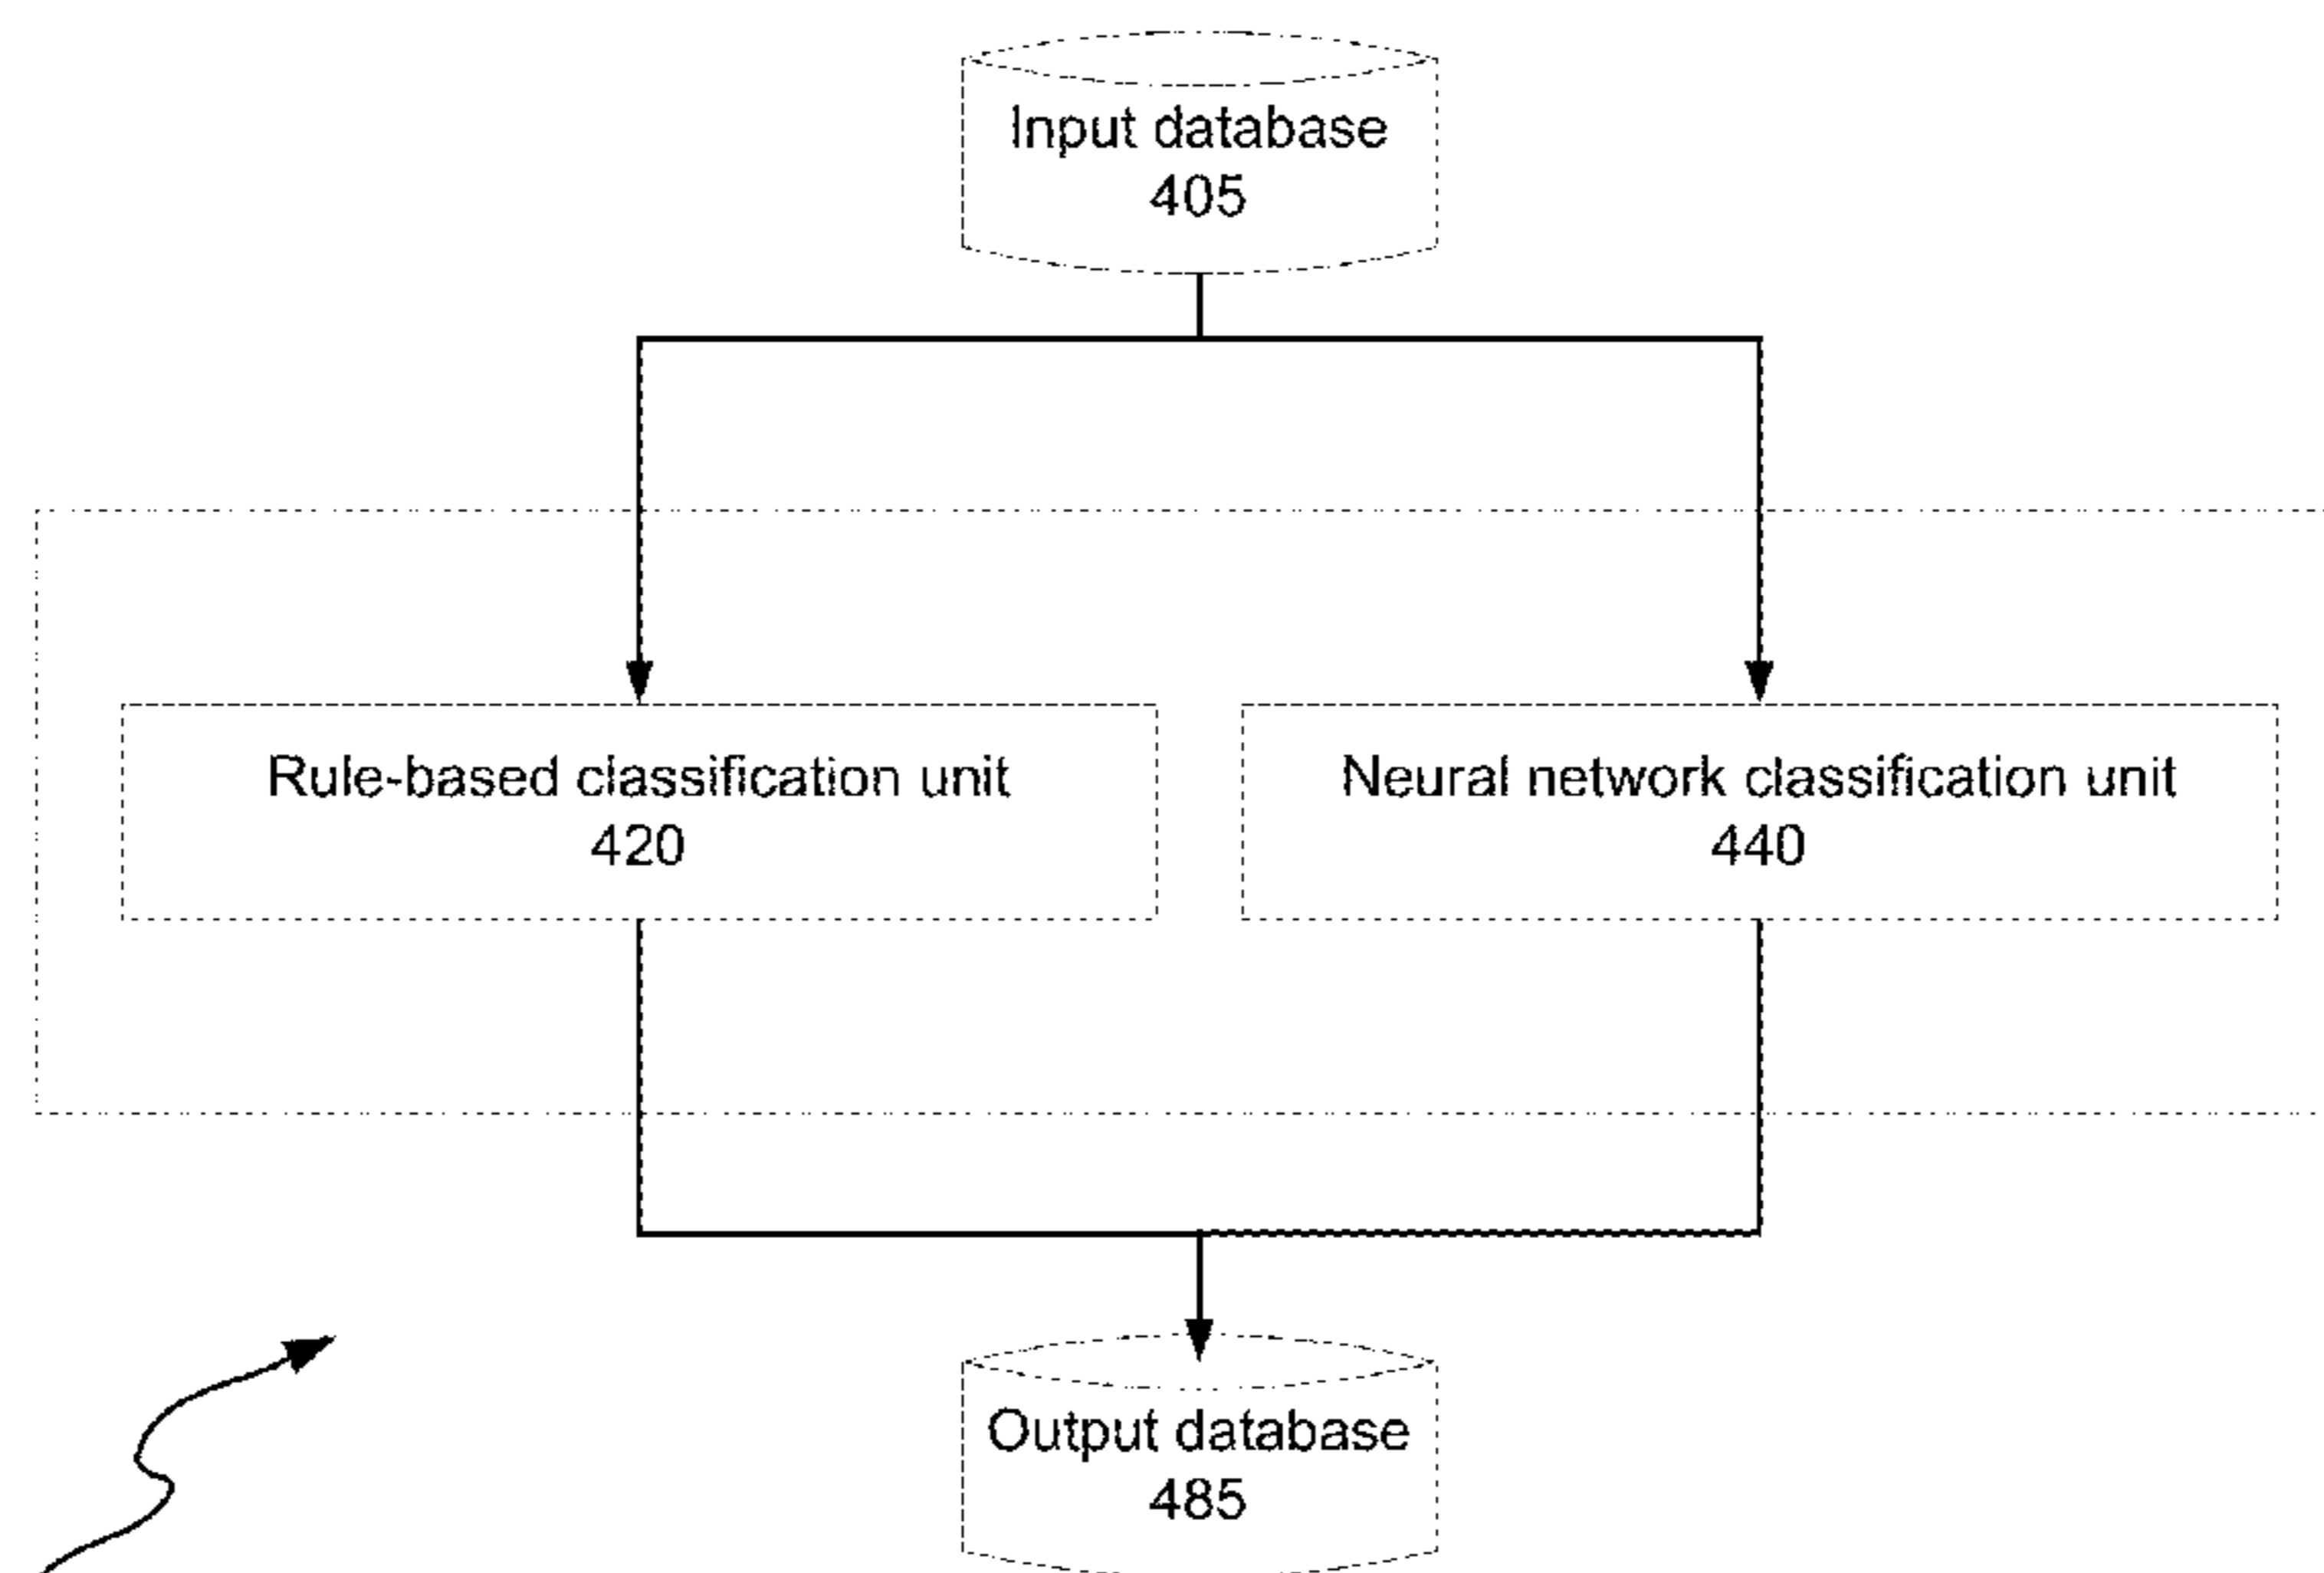 Input database
405
Rule-based classification unit
420
Neural network classification unit
440
Output database
485